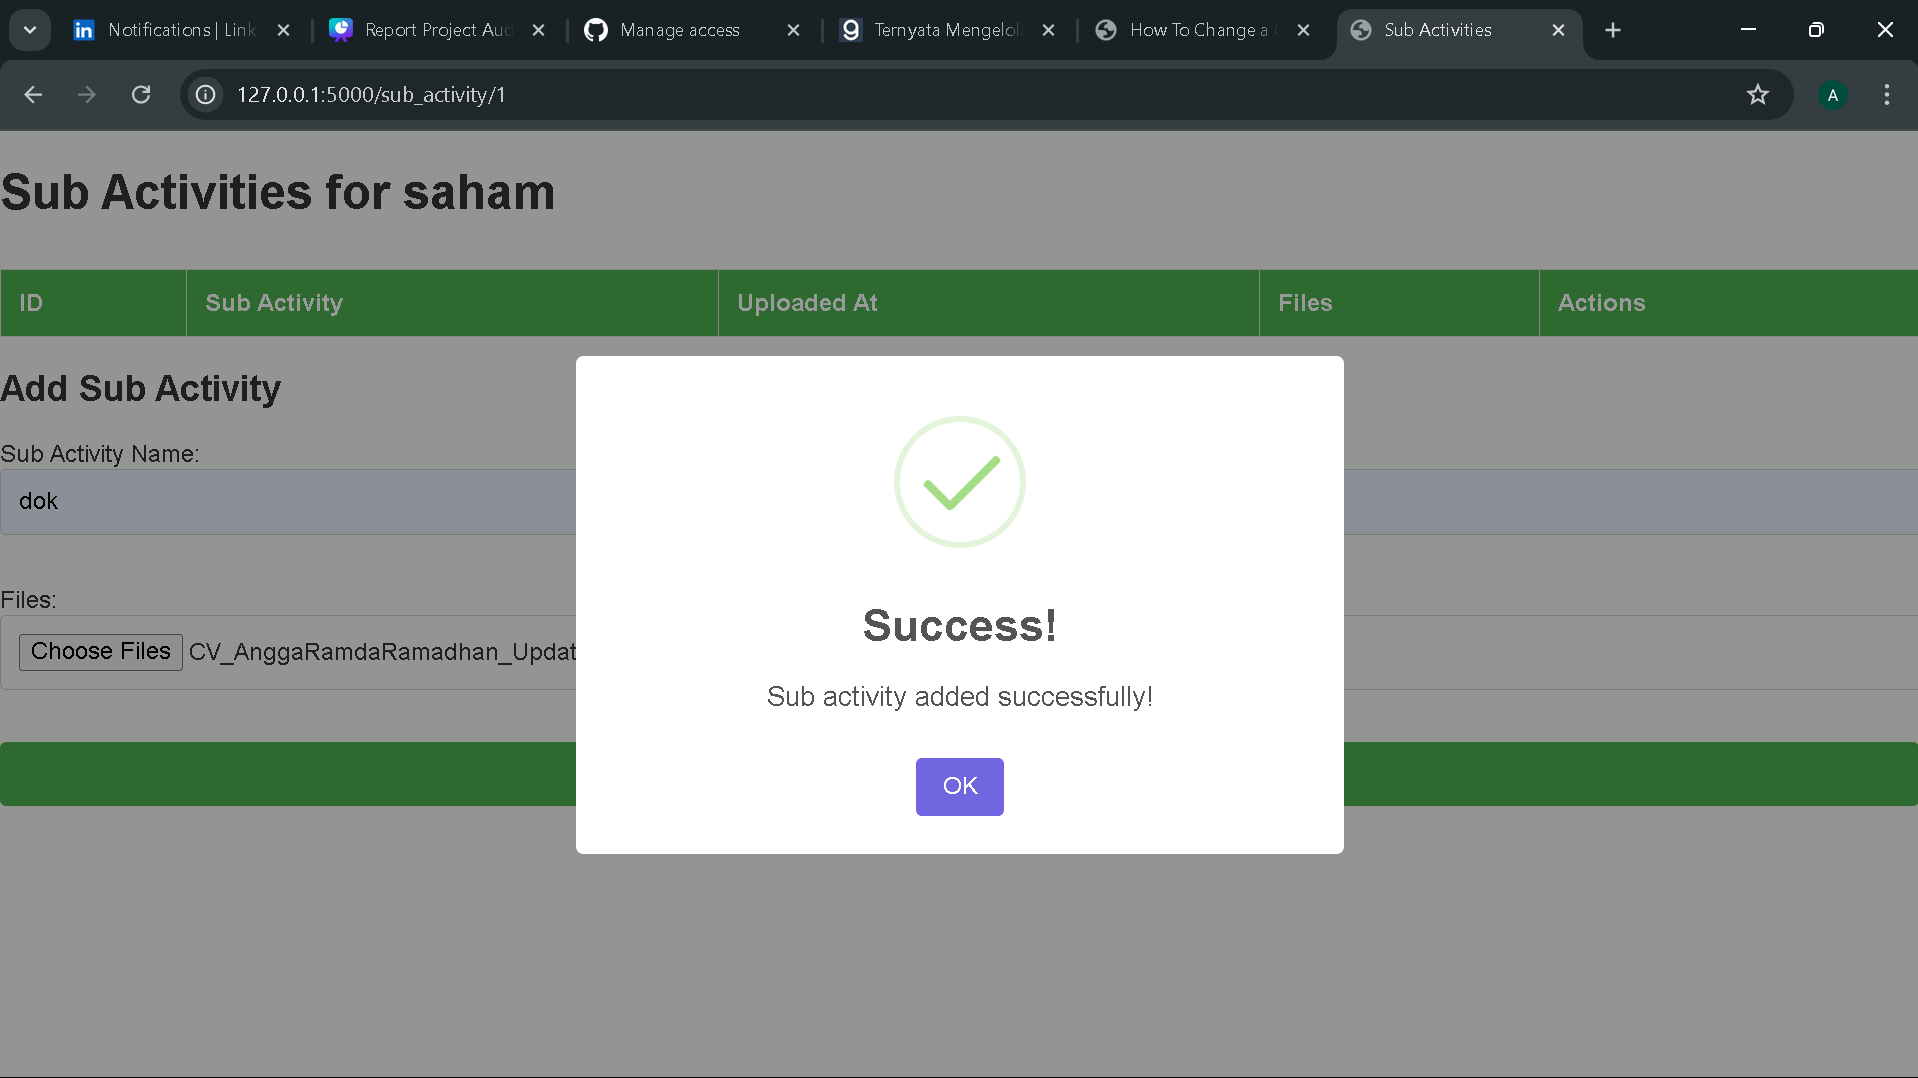 Notifications | Link
Report Project Aud
Manage access
Ternyata Mengelol
How To Change a
Sub Activities
127.0.0.1:5000/sub_activity/1
A
Sub Activities for saham
ID
Sub Activity
Uploaded At
Files
Actions
Add Sub Activity
Sub Activity Name:
dok
Files:
Choose Files CV_AnggaRamdaRamadhan_Updat
Success!
Sub activity added successfully!
OK